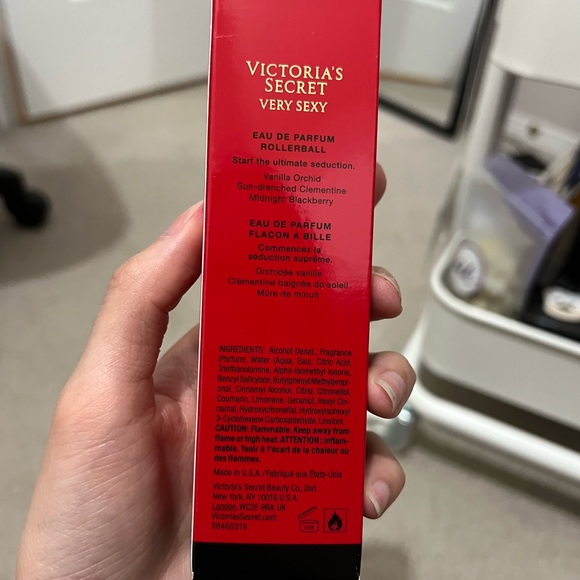 VICTORIA'S
SECRET
VERY SEXY
EAU DE PARFUM
ROLLERBALL
Start the ultimate seduction.
Vanilla Orchid
Sun-drenched Clementine
Midnight Blackberry
EAU DE PARFUM
FLACON À BILLE
Commencez la
séduction suprême.
Orchidée vanille
Clémentine baignée du soleil
Mûre de minuit
INGREDIENTS: Alcohol Denat., Fragrance
(Parfum), Water (Aqua, Eau), Citric Acid,
Triethanolamine, Alpha-Isomethyl Ionone,
Benzyl Salicylate, Butylphenyl Methylpropi-
onal, Cinnamyl Alcohol, Citral, Citronellol,
Coumarin, Limonene, Geraniol, Hexyl Cin-
namal, Hydroxycitronellal, Hydroxyisohexyl
3-Cyclohexene Carboxaldehyde, Linalool.
CAUTION: Flammable. Keep away from
flame or high heat. ATTENTION : Inflam-
mable. Tenir à l'écart de la chaleur ou
des flammes.
Made in U.S.A./Fabriqué aux États-Unis
Victoria's Secret Beauty Co., Dist.
New York, NY 10019 U.S.A.
London, WC2E 9BA, UK
VictoriasSecret.com